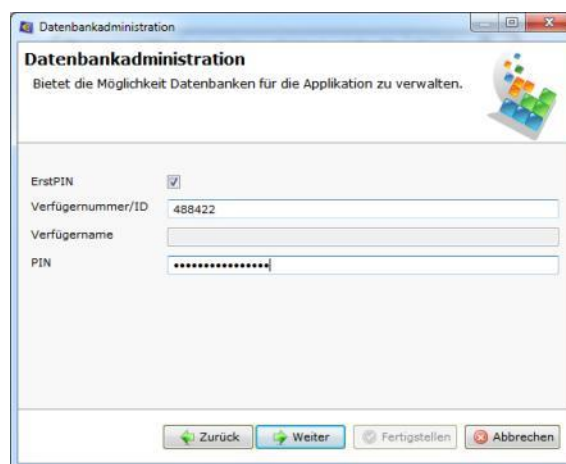 Datenbankadministration
Datenbankadministration
Bietet die Möglichkeit Datenbanken für die Applikation zu verwalten.
ErstPIN
Verfügernummer/ID 488422
Verfügername
PIN ••••••••••••••••
Zurück Weiter Fertigstellen Abbrechen